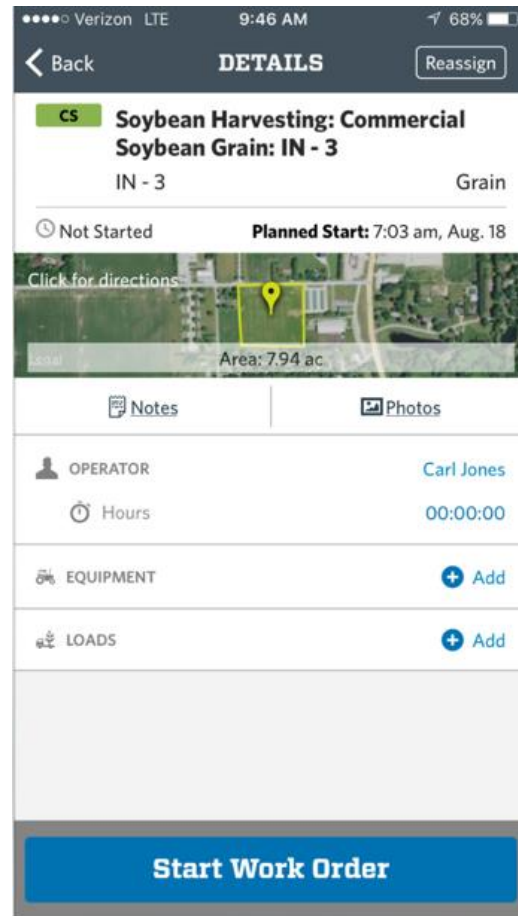 Verizon LTE 9:46 AM 68%
Back DETAILS Reassign
CS Soybean Harvesting: Commercial
Soybean Grain: IN - 3
IN - 3 Grain
Not Started Planned Start: 7:03 am, Aug. 18
Click for directions
Legal Area: 7.94 ac
Notes Photos
OPERATOR Carl Jones
Hours 00:00:00
EQUIPMENT Add
LOADS Add
Start Work Order